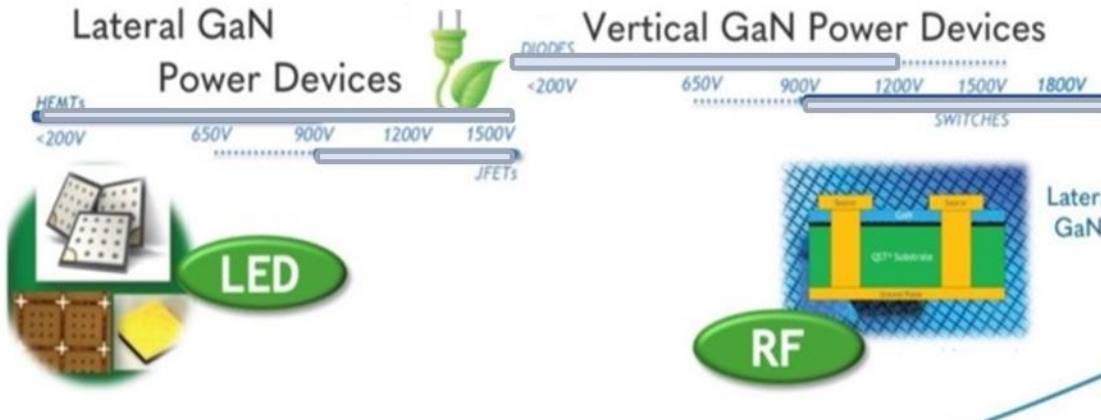 Lateral GaN
Power Devices
HEMTs
<200V 650V 900V 1200V 1500V
JFETs
Vertical GaN Power Devices
DIODES
<200V 650V 900V 1200V 1500V 1800V
SWITCHES
LED
Source Source
GaN
QST® Substrate
Ground Plane
RF
Later
GaN